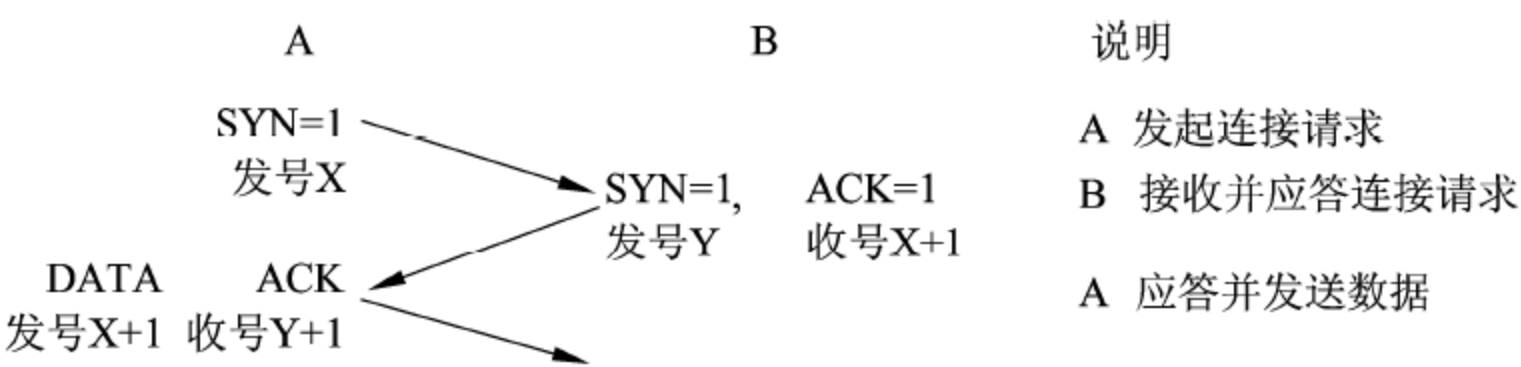 A B 说明
SYN=1 A 发起连接请求
发号X
SYN=1, ACK=1 B 接收并应答连接请求
发号Y 收号X+1
DATA ACK A 应答并发送数据
发号X+1 收号Y+1